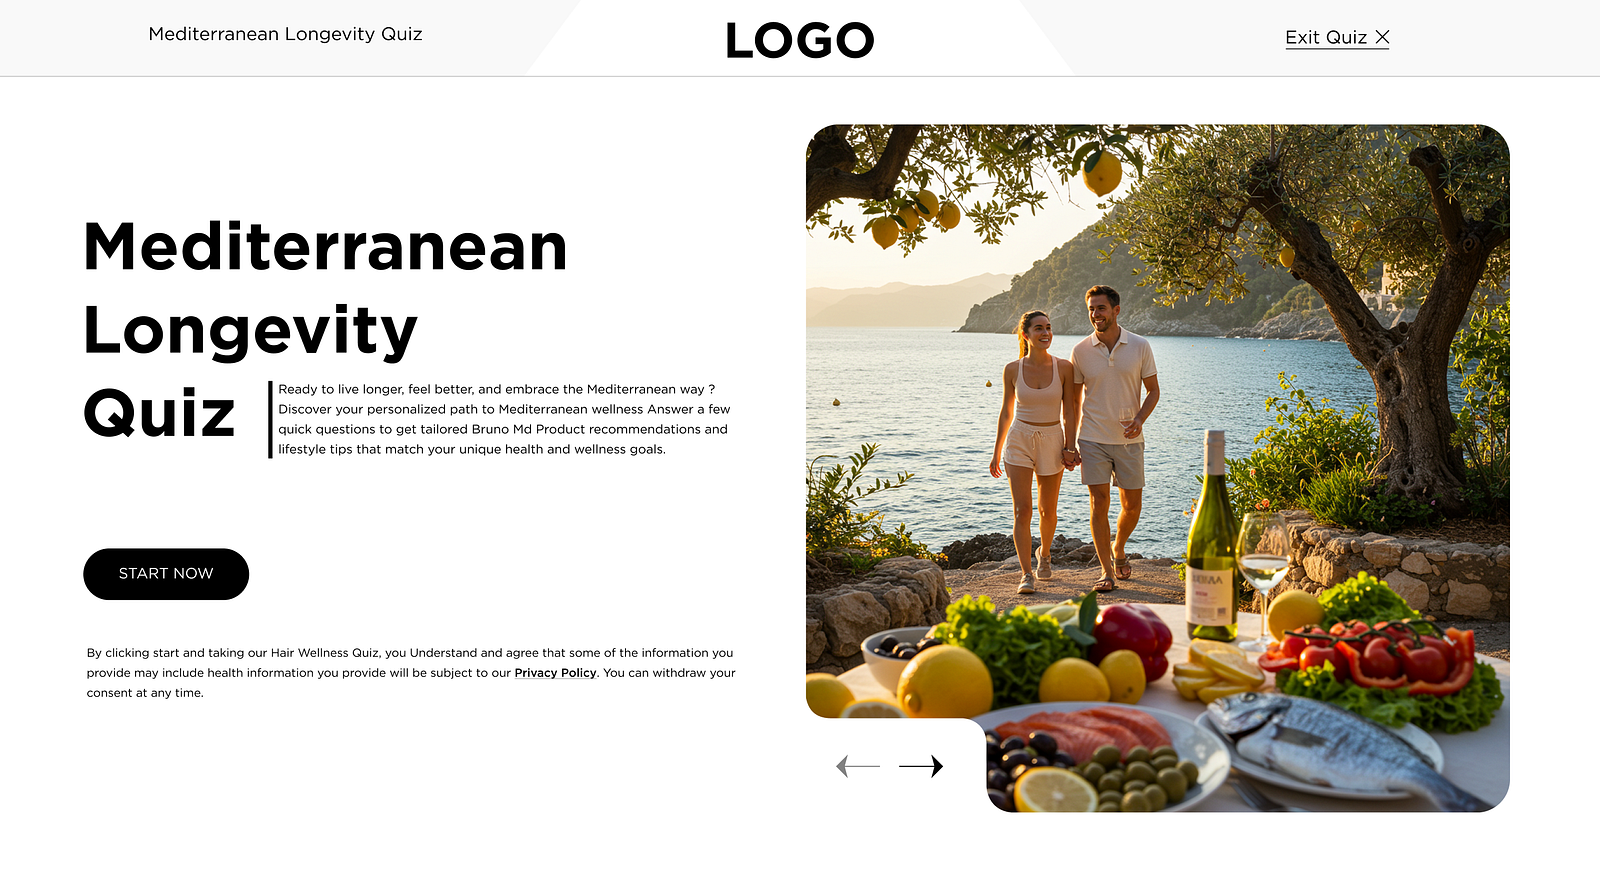 Mediterranean Longevity Quiz
LOGO
Exit Quiz
Mediterranean
Longevity
Quiz
Ready to live longer, feel better, and embrace the Mediterranean way ?
Discover your personalized path to Mediterranean wellness Answer a few
quick questions to get tailored Bruno Md Product recommendations and
lifestyle tips that match your unique health and wellness goals.
START NOW
By clicking start and taking our Hair Wellness Quiz, you Understand and agree that some of the information you
provide may include health information you provide will be subject to our Privacy Policy. You can withdraw your
consent at any time.